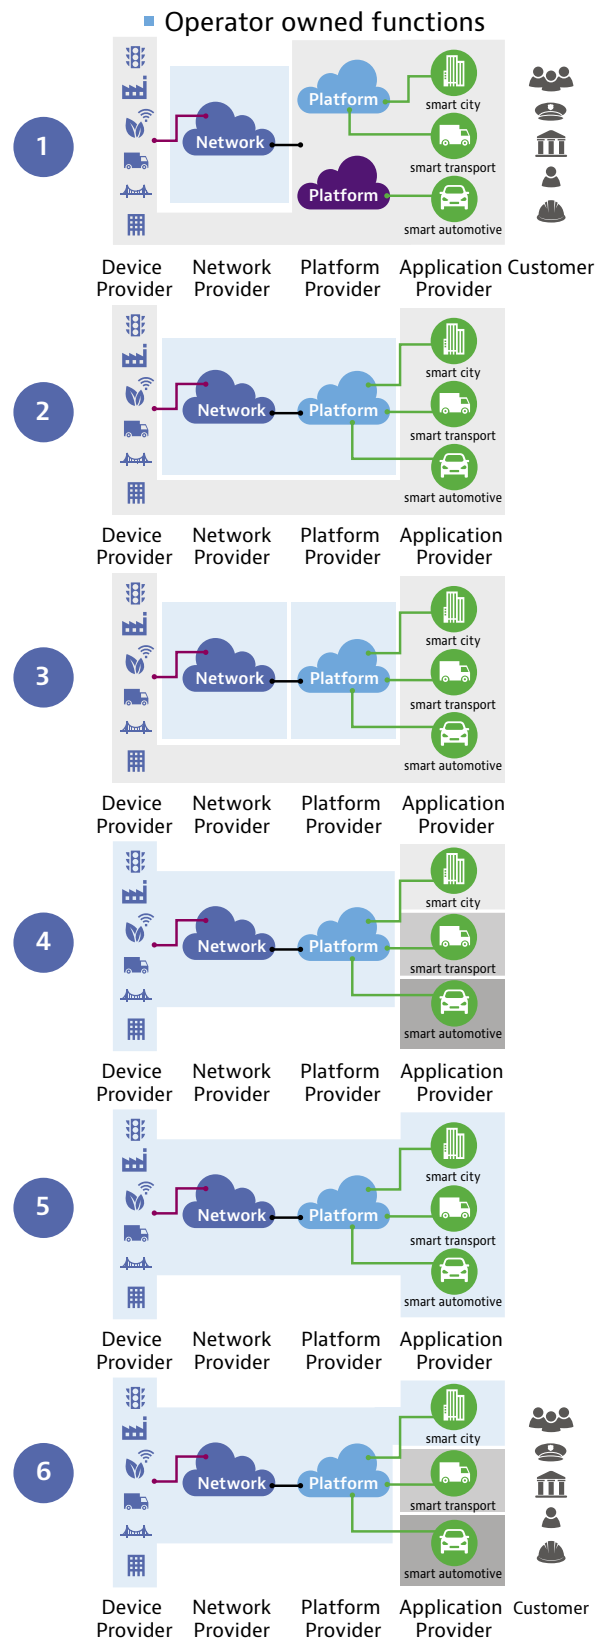 Operator owned functions
1
Platform
Network
Platform
smart city
smart transport
smart automotive
Device Provider
Network Provider
Platform Provider
Application Provider
Customer
2
Network
Platform
smart city
smart transport
smart automotive
Device Provider
Network Provider
Platform Provider
Application Provider
3
Network
Platform
smart city
smart transport
smart automotive
Device Provider
Network Provider
Platform Provider
Application Provider
4
Network
Platform
smart city
smart transport
smart automotive
Device Provider
Network Provider
Platform Provider
Application Provider
5
Network
Platform
smart city
smart transport
smart automotive
Device Provider
Network Provider
Platform Provider
Application Provider
6
Network
Platform
smart city
smart transport
smart automotive
Device Provider
Network Provider
Platform Provider
Application Provider
Customer